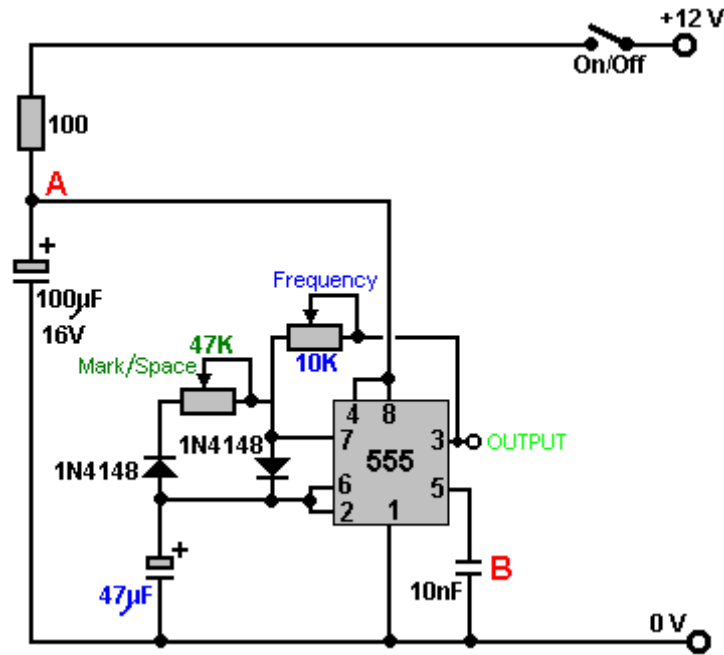 +12 V
On/Off
100
A
+
100µF
16V
Frequency
10K
47K
Mark/Space
1N4148
1N4148
4 8
7
3
OUTPUT
555
6
5
2
1
+
47µF
10nF
B
0 V